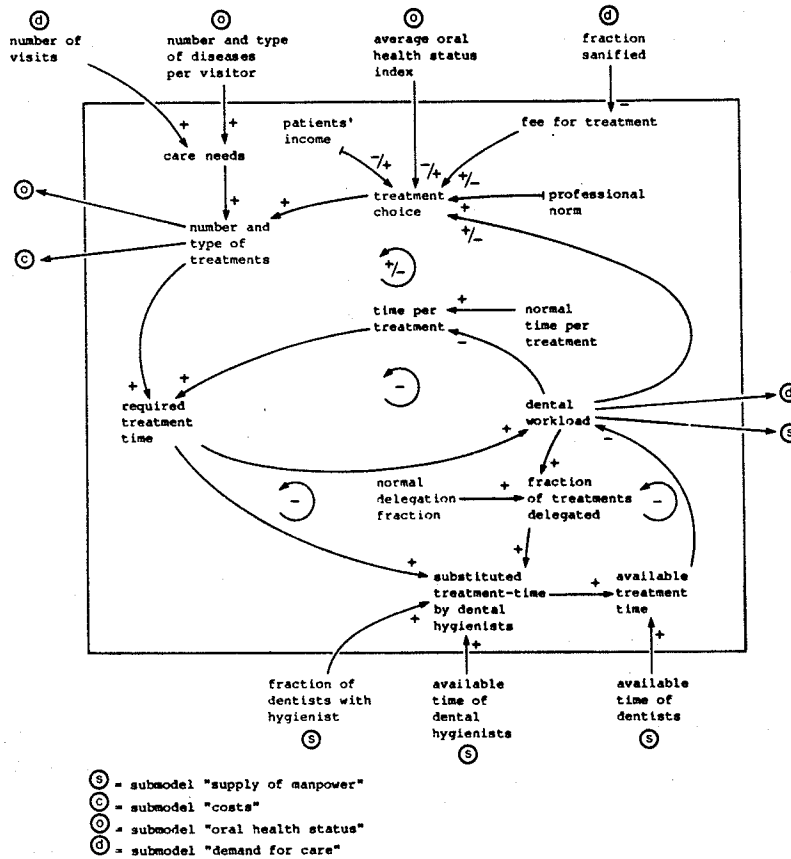 d o o d
number of
visits
number and type
of diseases
per visitor
average oral
health status
index
fraction
sanified
+ + -
patients'
income
fee for treatment
care needs
-/+ -/+ +/-
o
+
treatment
choice
+
professional
norm
+
number and
type of
treatments
+/-
c
+/-
time per
treatment
+
normal
time per
treatment
-
-
+ +
required
treatment
time
dental
workload
d
s
+ -
+
normal
delegation
fraction
+
fraction
of treatments
delegated
- -
+
+
substituted
treatment-time
by dental
hygienists
+
available
treatment
time
+
+ +
fraction of
dentists with
hygienist
available
time of
dental
hygienists
available
time of
dentists
s s s
s = submodel "supply of manpower"
c = submodel "costs"
o = submodel "oral health status"
d = submodel "demand for care"